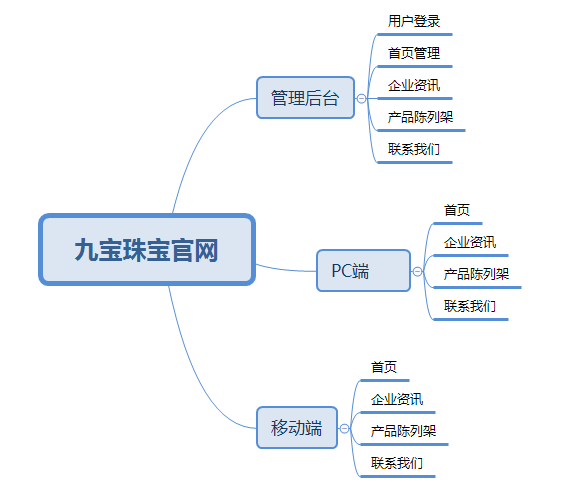 九宝珠宝官网
管理后台
用户登录
首页管理
企业资讯
产品陈列架
联系我们
PC端
首页
企业资讯
产品陈列架
联系我们
移动端
首页
企业资讯
产品陈列架
联系我们